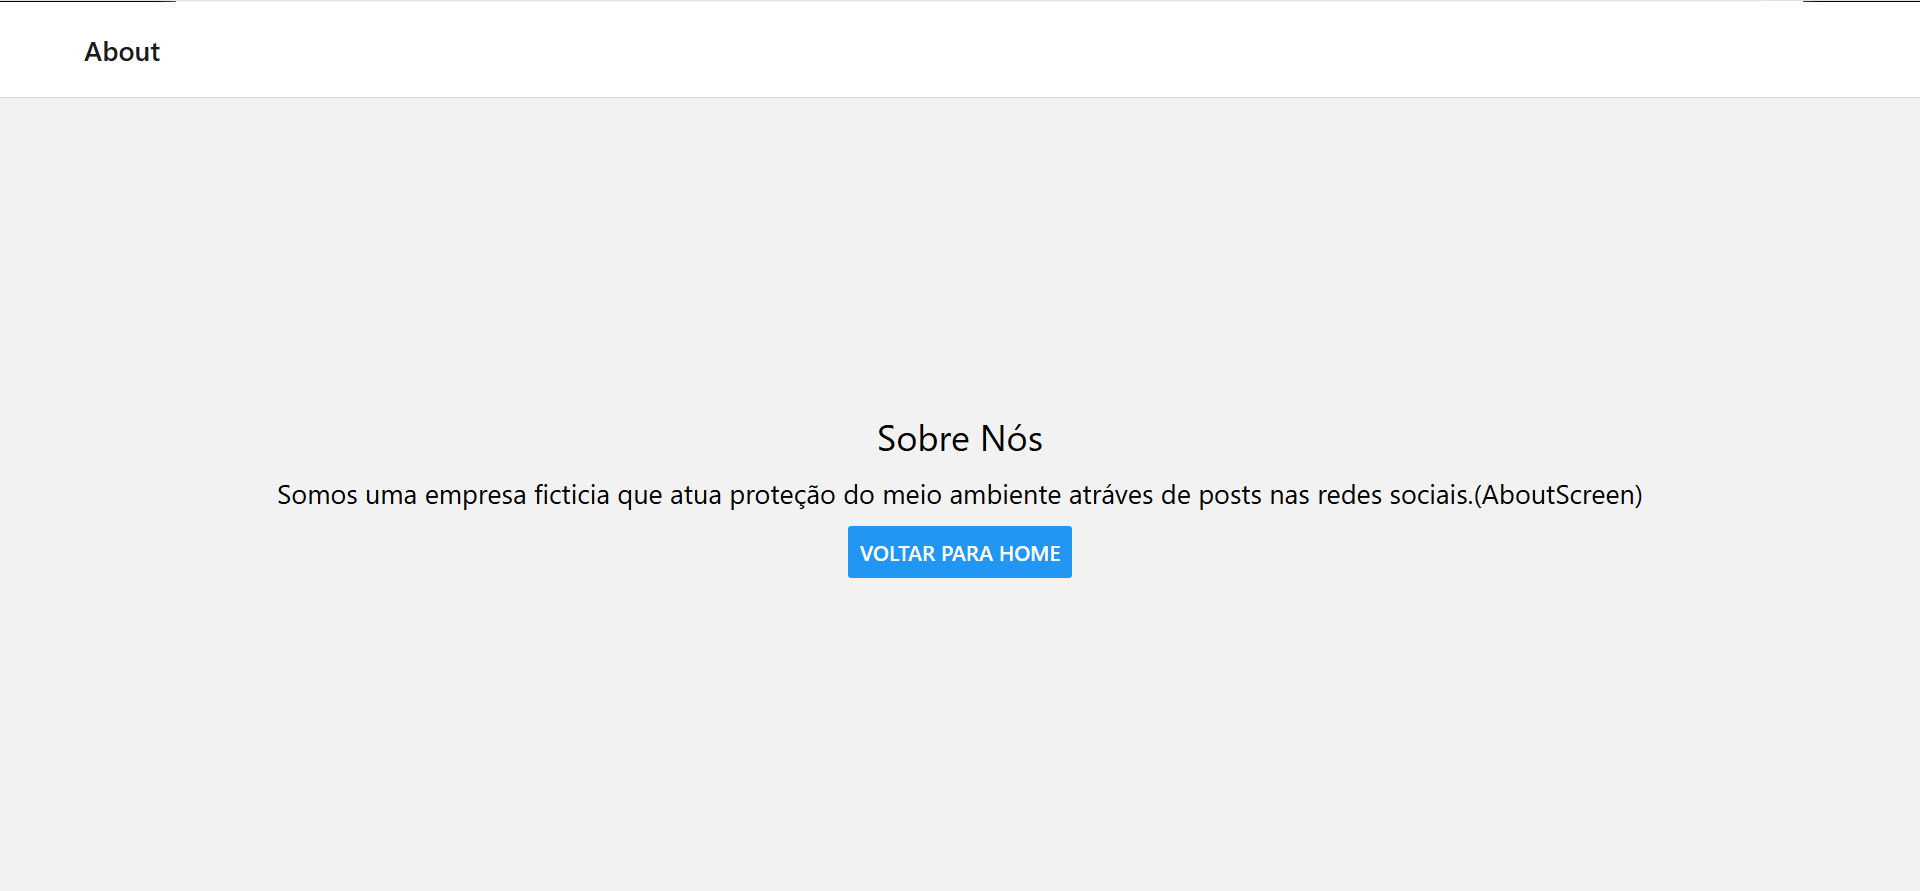 About
Sobre Nós
Somos uma empresa ficticia que atua proteção do meio ambiente atráves de posts nas redes sociais.(AboutScreen)
VOLTAR PARA HOME